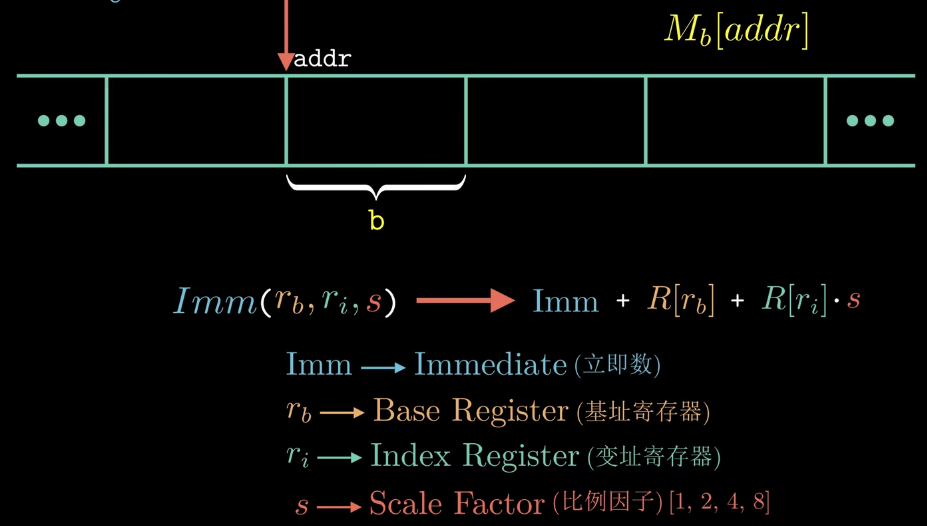 M_b[addr]
addr
b
Imm(r_b, r_i, s) → Imm + R[r_b] + R[r_i]·s
Imm → Immediate (立即数)
r_b → Base Register (基址寄存器)
r_i → Index Register (变址寄存器)
s → Scale Factor (比例因子) [1, 2, 4, 8]